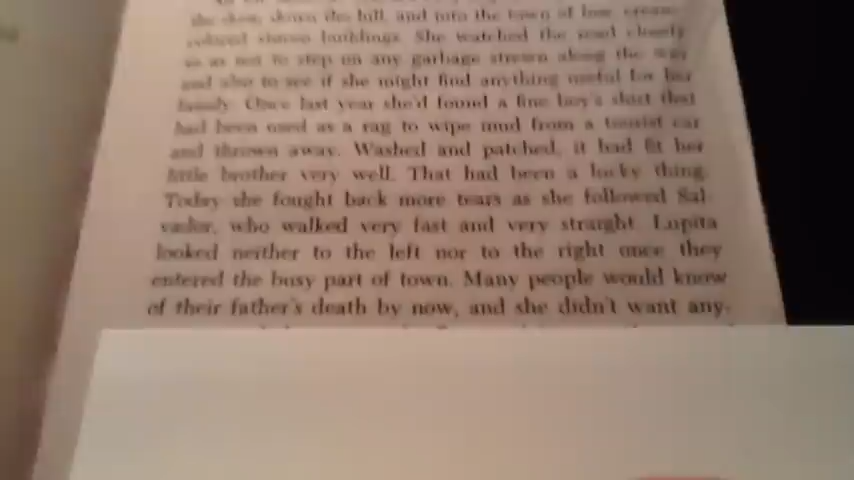 she down the hill, and into the town of low, cream-
colored stucco buildings. She watched the road closely
so as not to step on any garbage strewn along the way
and also to see if she might find anything useful for her
family. Once last year she'd found a fine boy's shirt that
had been used as a rag to wipe mud from a tourist car
and thrown away. Washed and patched, it had fit her
little brother very well. That had been a lucky thing.
Today she fought back more tears as she followed Sal-
vador, who walked very fast and very straight. Lupita
looked neither to the left nor to the right once they
entered the busy part of town. Many people would know
of their father's death by now, and she didn't want any-